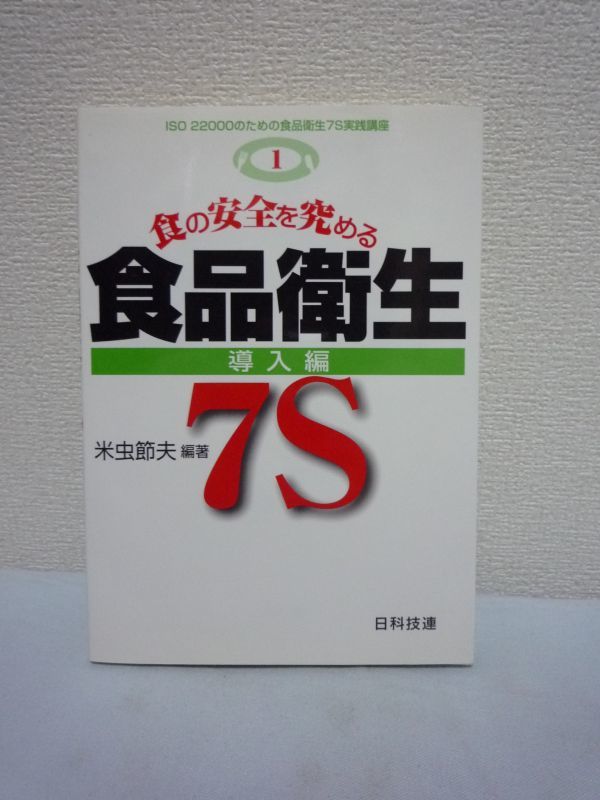 ISO 22000のための食品衛生7S実践講座
1
食の安全を究める
食品衛生
導入編
7S
米虫節夫 編著
日科技連